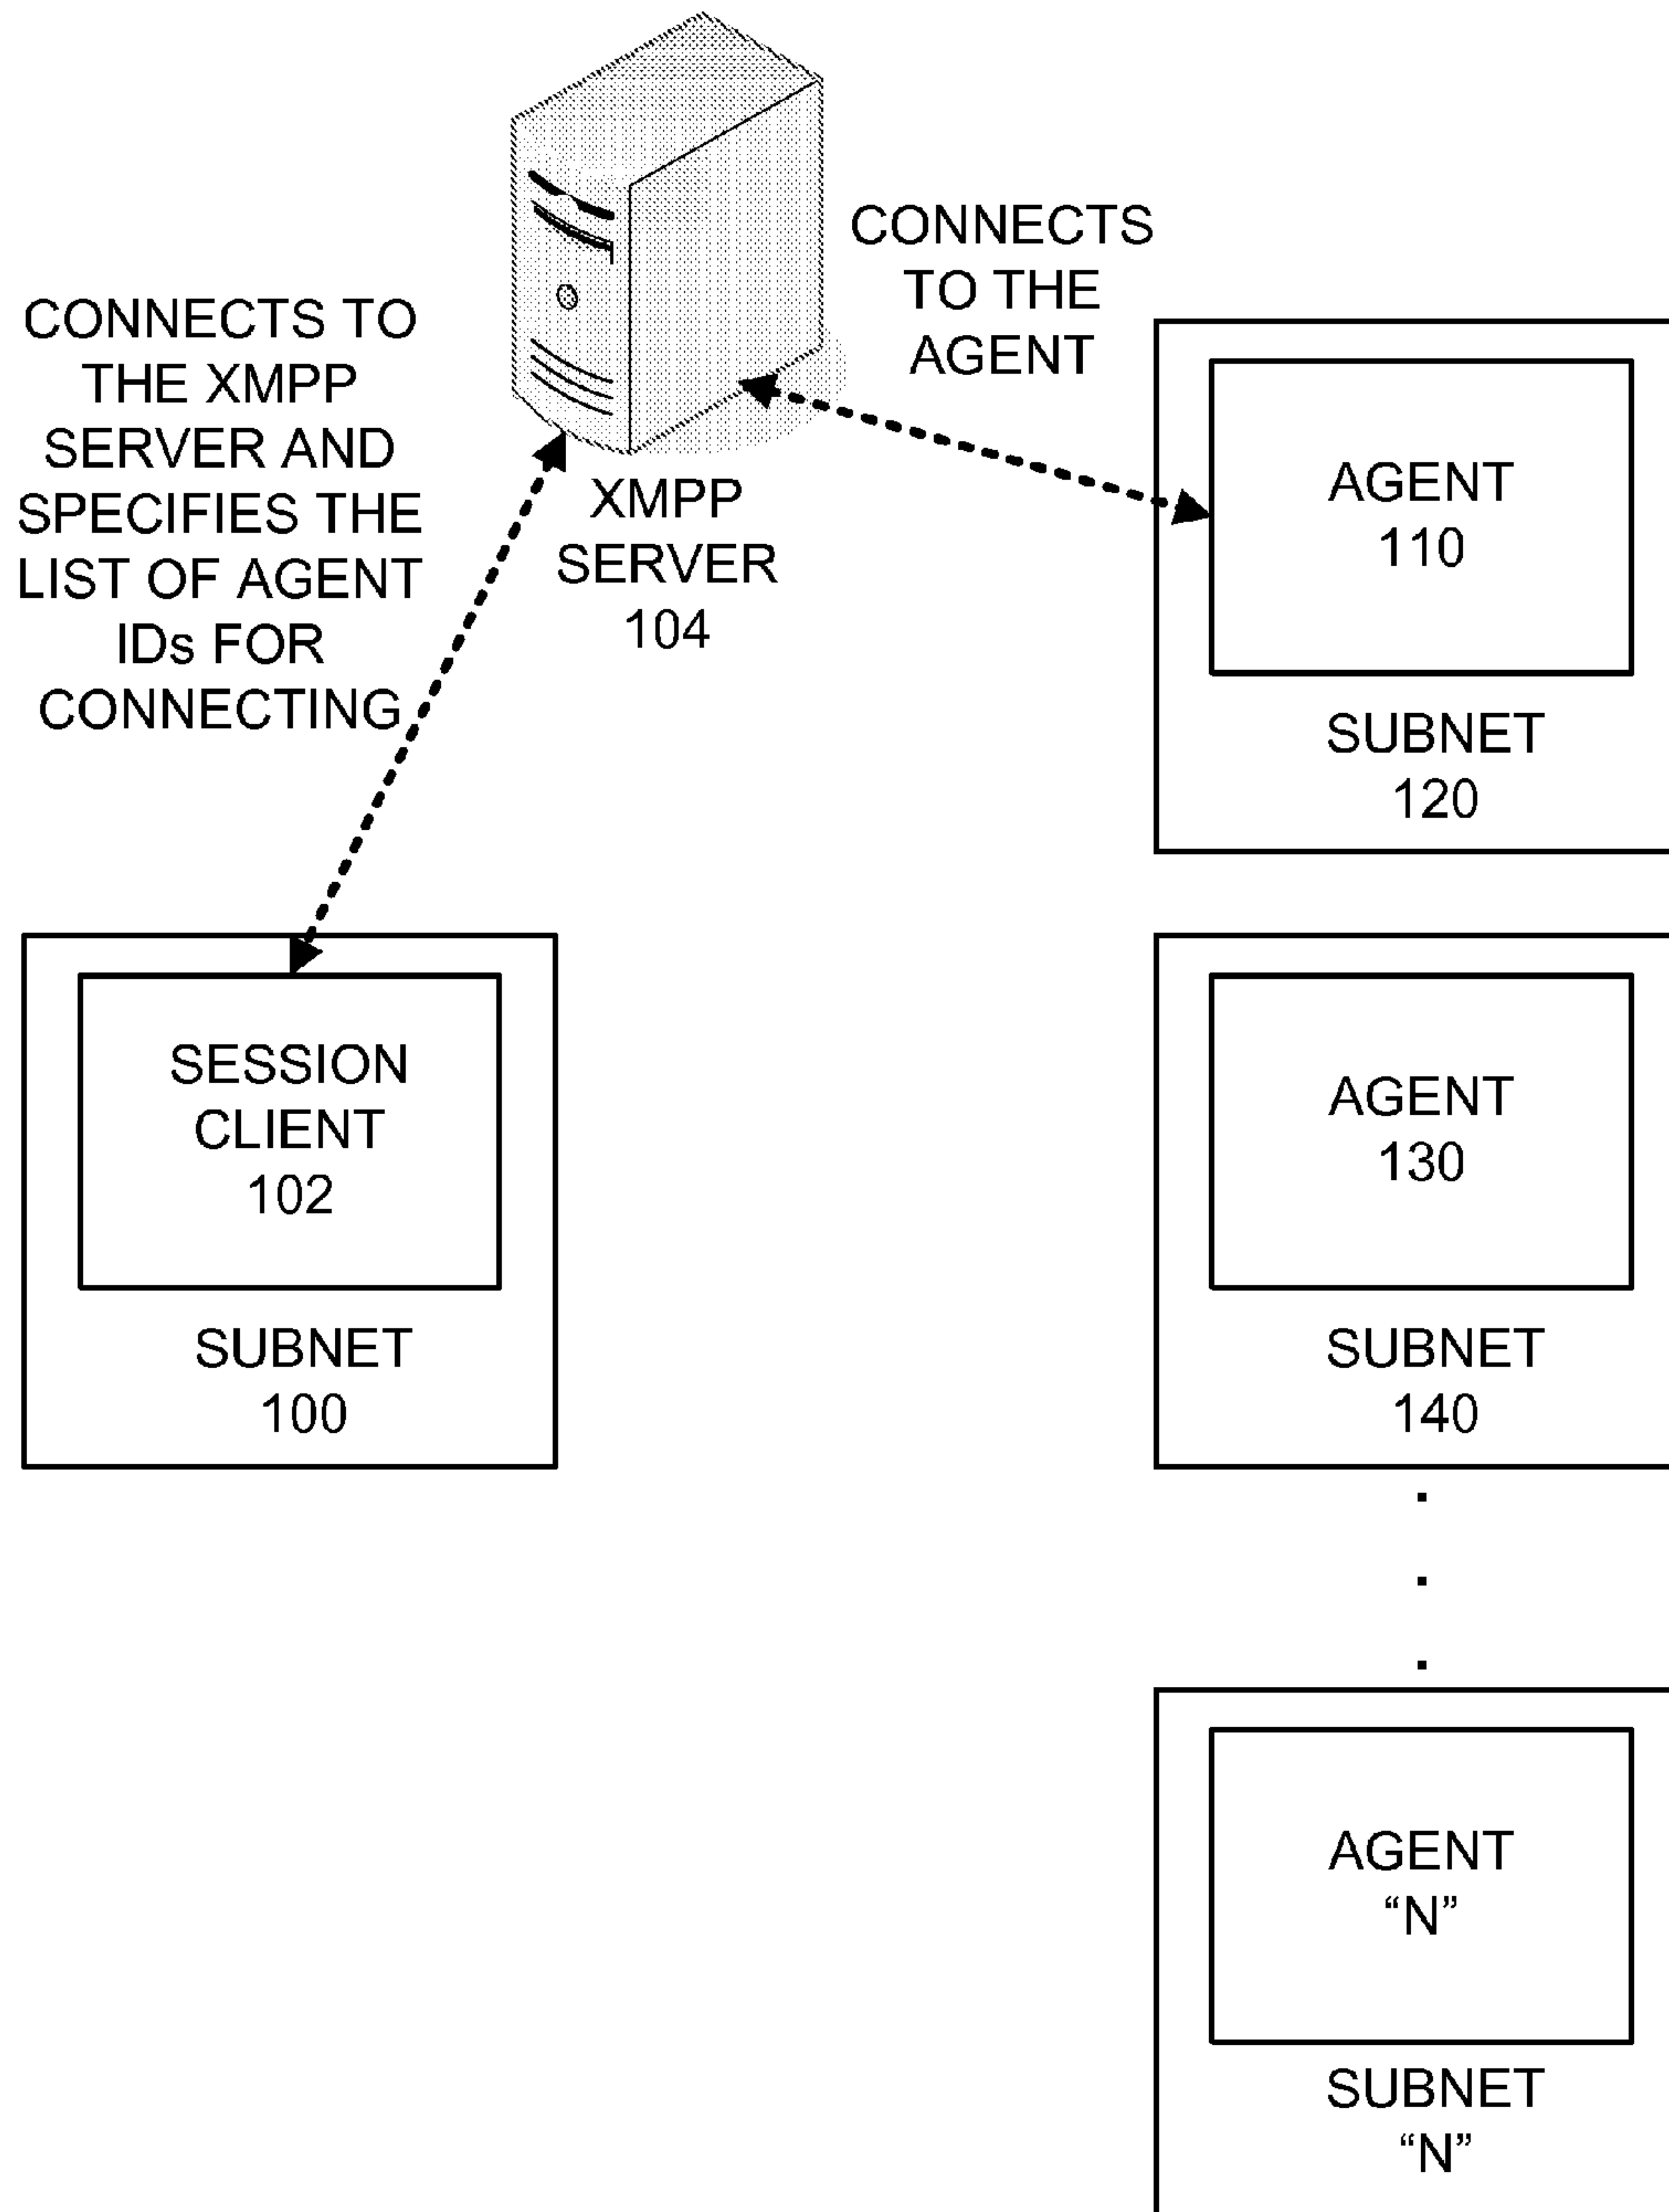 CONNECTS TO
THE XMPP
SERVER AND
SPECIFIES THE
LIST OF AGENT
IDs FOR
CONNECTING
XMPP
SERVER
104
CONNECTS
TO THE
AGENT
AGENT
110
SUBNET
120
SESSION
CLIENT
102
SUBNET
100
AGENT
130
SUBNET
140
AGENT
“N”
SUBNET
“N”